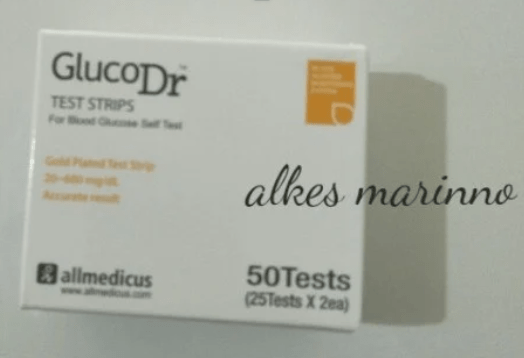 GlucoDr™
TEST STRIPS
For Blood Glucose Self Test
Gold Plated Test Strip
20~600 mg/dL
Accurate result
alkes marinno
allmedicus
www.allmedicus.com
50Tests
(25Tests X 2ea)